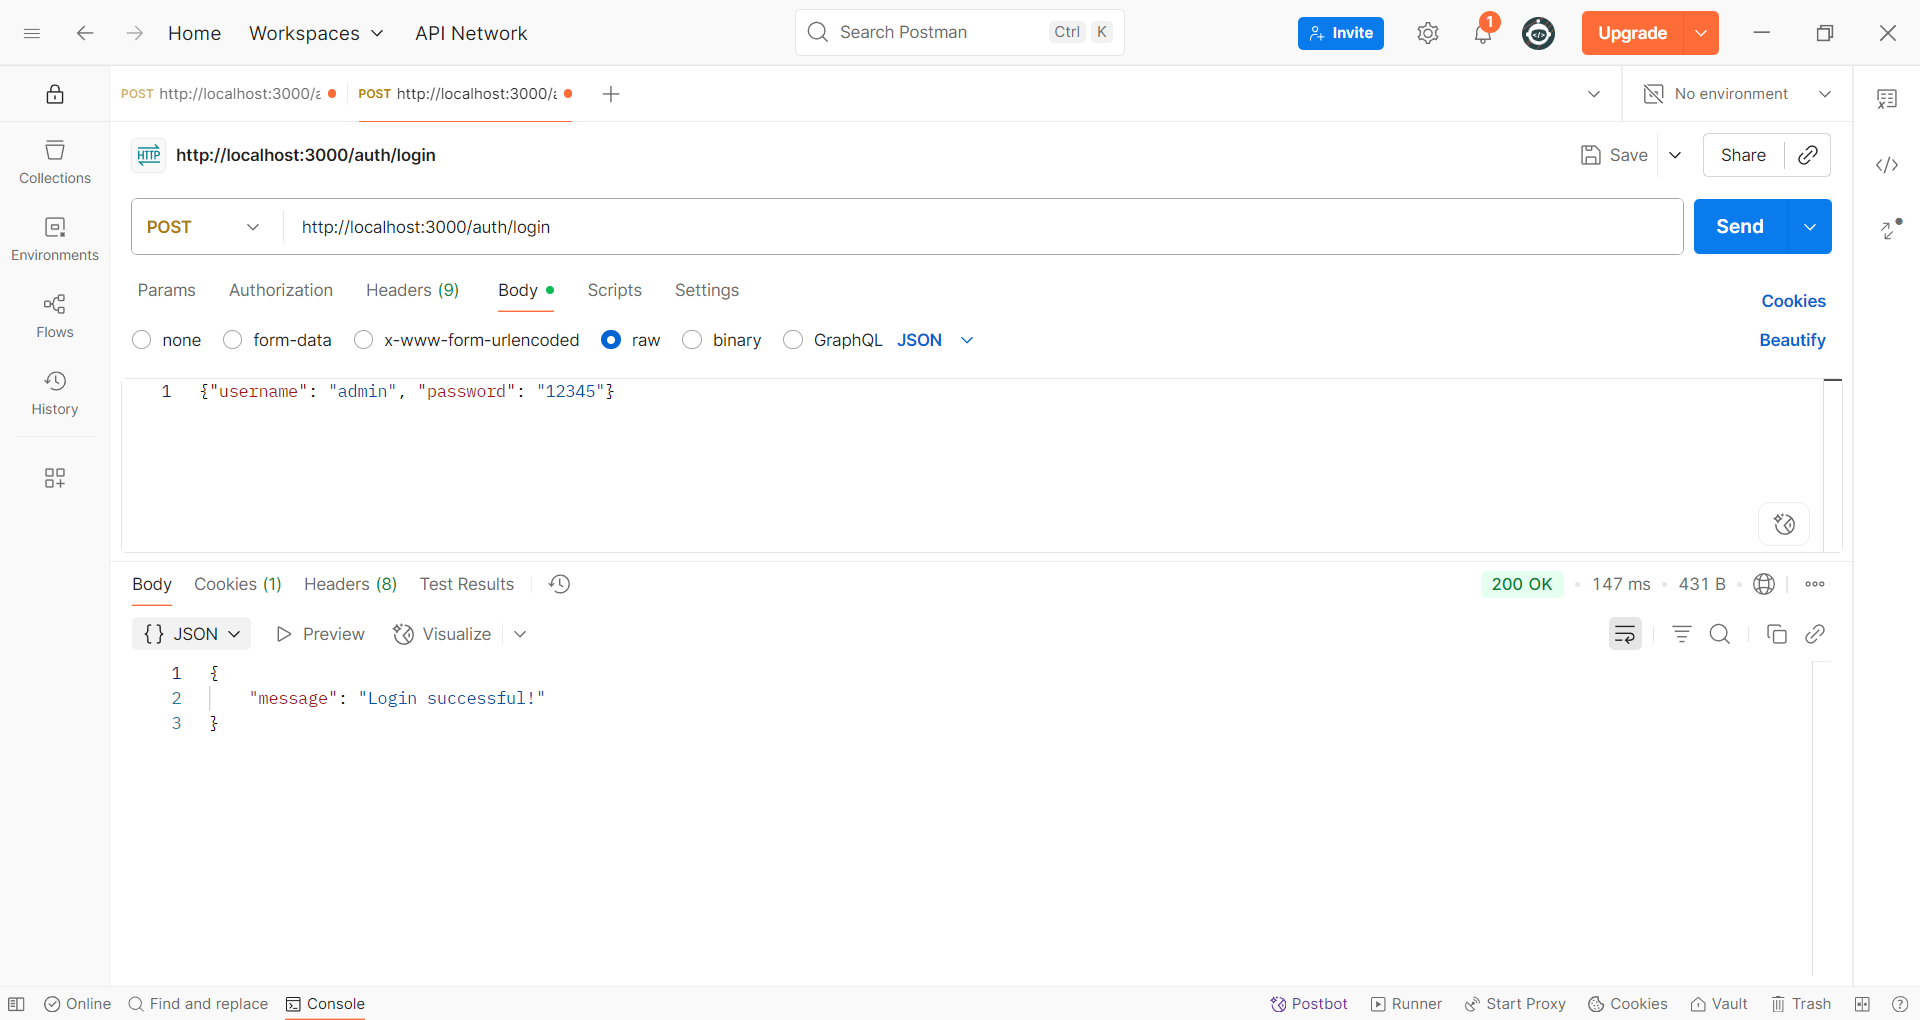 Home Workspaces API Network Search Postman Ctrl K Invite 1 Upgrade
POST http://localhost:3000/a POST http://localhost:3000/a No environment
HTTP http://localhost:3000/auth/login Save Share
POST http://localhost:3000/auth/login Send
Params Authorization Headers (9) Body Scripts Settings Cookies
none form-data x-www-form-urlencoded raw binary GraphQL JSON Beautify
1 {"username": "admin", "password": "12345"}
Collections
Environments
Flows
History
Body Cookies (1) Headers (8) Test Results 200 OK • 147 ms • 431 B •
{} JSON Preview Visualize
1 {
2 "message": "Login successful!"
3 }
Online Find and replace Console Postbot Runner Start Proxy Cookies Vault Trash